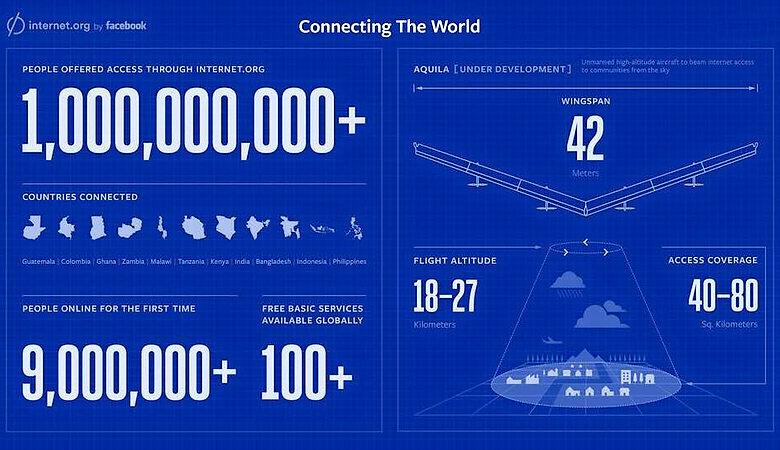 internet.org by facebook
Connecting The World
PEOPLE OFFERED ACCESS THROUGH INTERNET.ORG
1,000,000,000+
COUNTRIES CONNECTED
Guatemala | Colombia | Ghana | Zambia | Malawi | Tanzania | Kenya | India | Bangladesh | Indonesia | Philippines
PEOPLE ONLINE FOR THE FIRST TIME
9,000,000+
FREE BASIC SERVICES
AVAILABLE GLOBALLY
100+
AQUILA [UNDER DEVELOPMENT]
Unmanned high-altitude aircraft to beam internet access
to communities from the sky
WINGSPAN
42
Meters
FLIGHT ALTITUDE
18–27
Kilometers
ACCESS COVERAGE
40–80
Sq. Kilometers